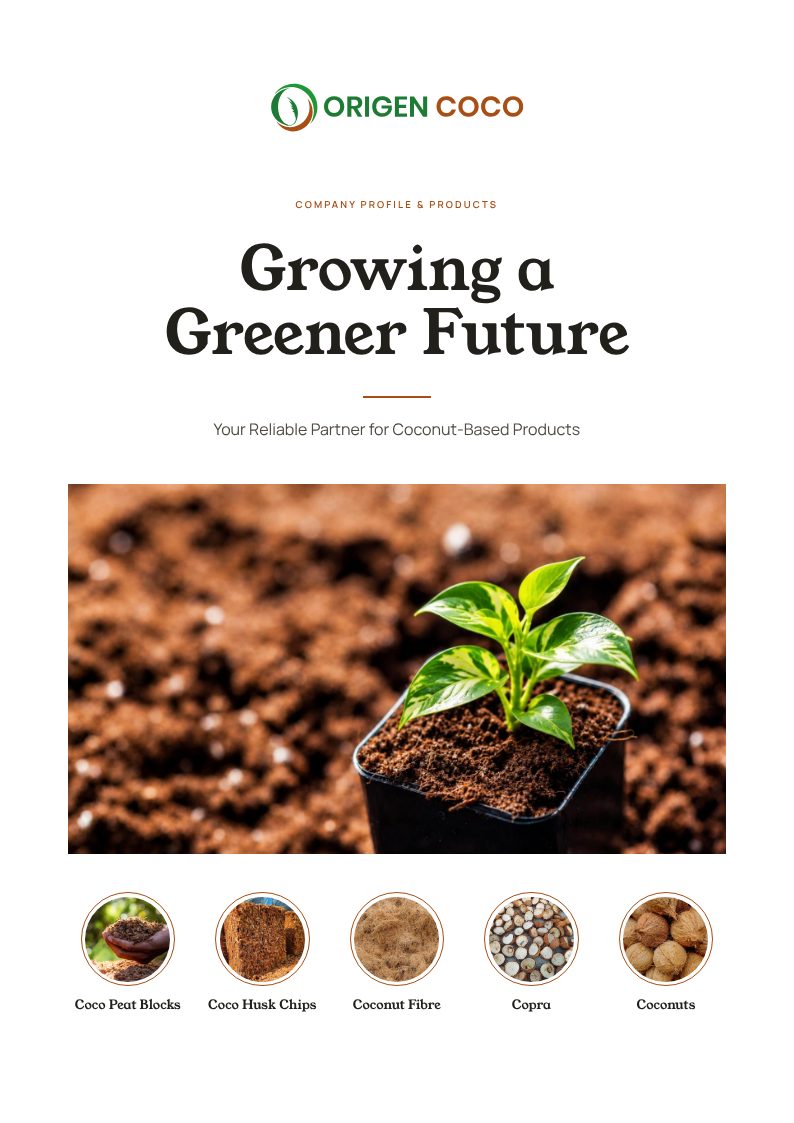 ORIGEN COCO
COMPANY PROFILE & PRODUCTS
Growing a
Greener Future
Your Reliable Partner for Coconut-Based Products
Coco Peat Blocks
Coco Husk Chips
Coconut Fibre
Copra
Coconuts